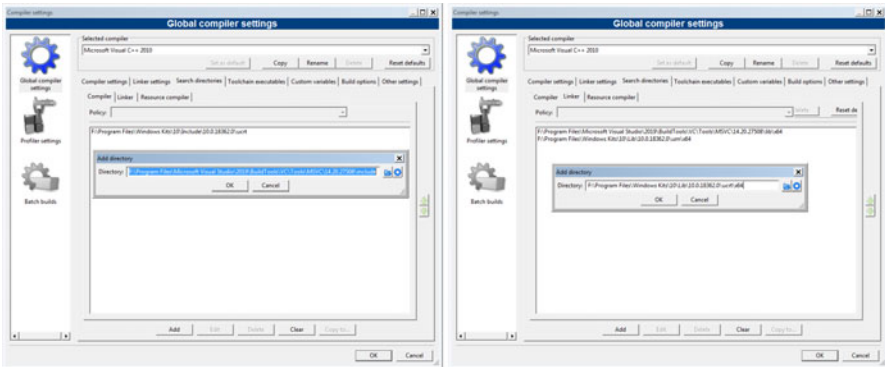 Compiler settings
Global compiler settings
Selected compiler
Microsoft Visual C++ 2010
Set as default Copy Rename Delete Reset defaults
Global compiler settings
Profiler settings
Batch builds
Compiler settings Linker settings Search directories Toolchain executables Custom variables Build options Other settings
Compiler Linker Resource compiler
Policy:
F:\Program Files\Windows Kits\10\Include\10.0.18362.0\ucrt
Add directory
Directory: F:\Program Files\Microsoft Visual Studio\2019\BuildTools\VC\Tools\MSVC\14.20.27508\include
OK Cancel
Add Edit Delete Clear Copy to...
OK Cancel
Compiler settings
Global compiler settings
Selected compiler
Microsoft Visual C++ 2010
Set as default Copy Rename Delete Reset defaults
Global compiler settings
Profiler settings
Batch builds
Compiler settings Linker settings Search directories Toolchain executables Custom variables Build options Other settings
Compiler Linker Resource compiler
Policy:
Reset de
F:\Program Files\Microsoft Visual Studio\2019\BuildTools\VC\Tools\MSVC\14.20.27508\lib\x64
F:\Program Files\Windows Kits\10\Lib\10.0.18362.0\um\x64
Add directory
Directory: F:\Program Files\Windows Kits\10\Lib\10.0.18362.0\ucrt\x64
OK Cancel
Add Edit Delete Clear Copy to...
OK Cancel